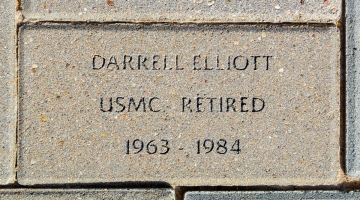 DARRELL ELLIOTT
USMC RETIRED
1963 - 1984